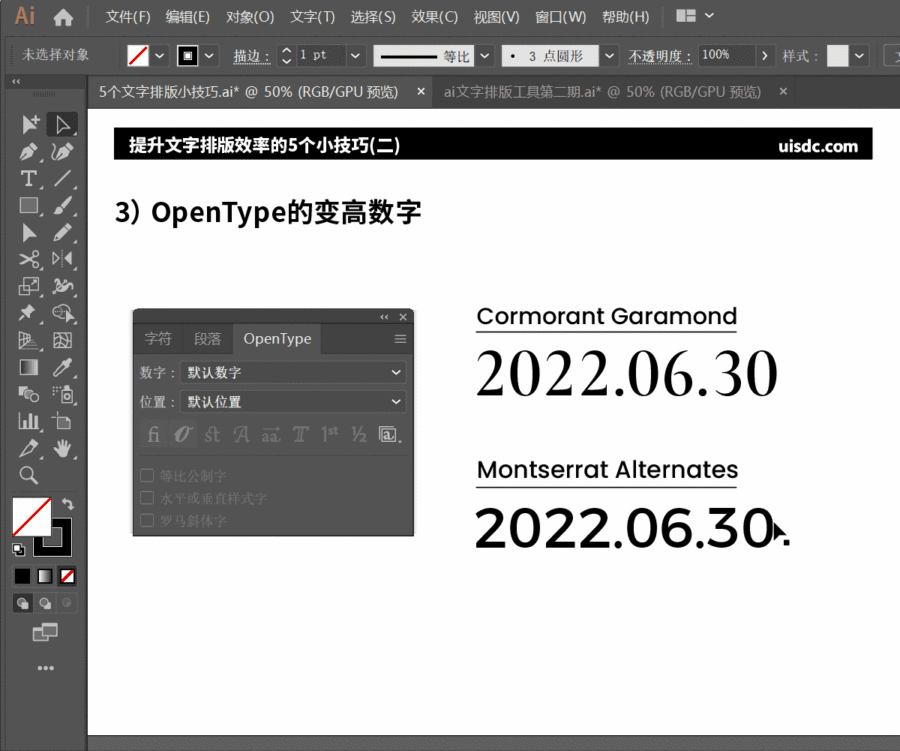 Ai 文件(F) 编辑(E) 对象(O) 文字(T) 选择(S) 效果(C) 视图(V) 窗口(W) 帮助(H)
未选择对象 描边: 1 pt 等比 3 点圆形 不透明度: 100% 样式:
5个文字排版小技巧.ai* @ 50% (RGB/GPU 预览) × ai文字排版工具第二期.ai* @ 50% (RGB/GPU 预览) ×
提升文字排版效率的5个小技巧(二) uisdc.com
3) OpenType的变高数字
字符 段落 OpenType
数字: 默认数字
位置: 默认位置
fi O st A aa T 1st ½ a
等比公制字
水平或垂直样式字
罗马斜体字
Cormorant Garamond
2022.06.30
Montserrat Alternates
2022.06.30